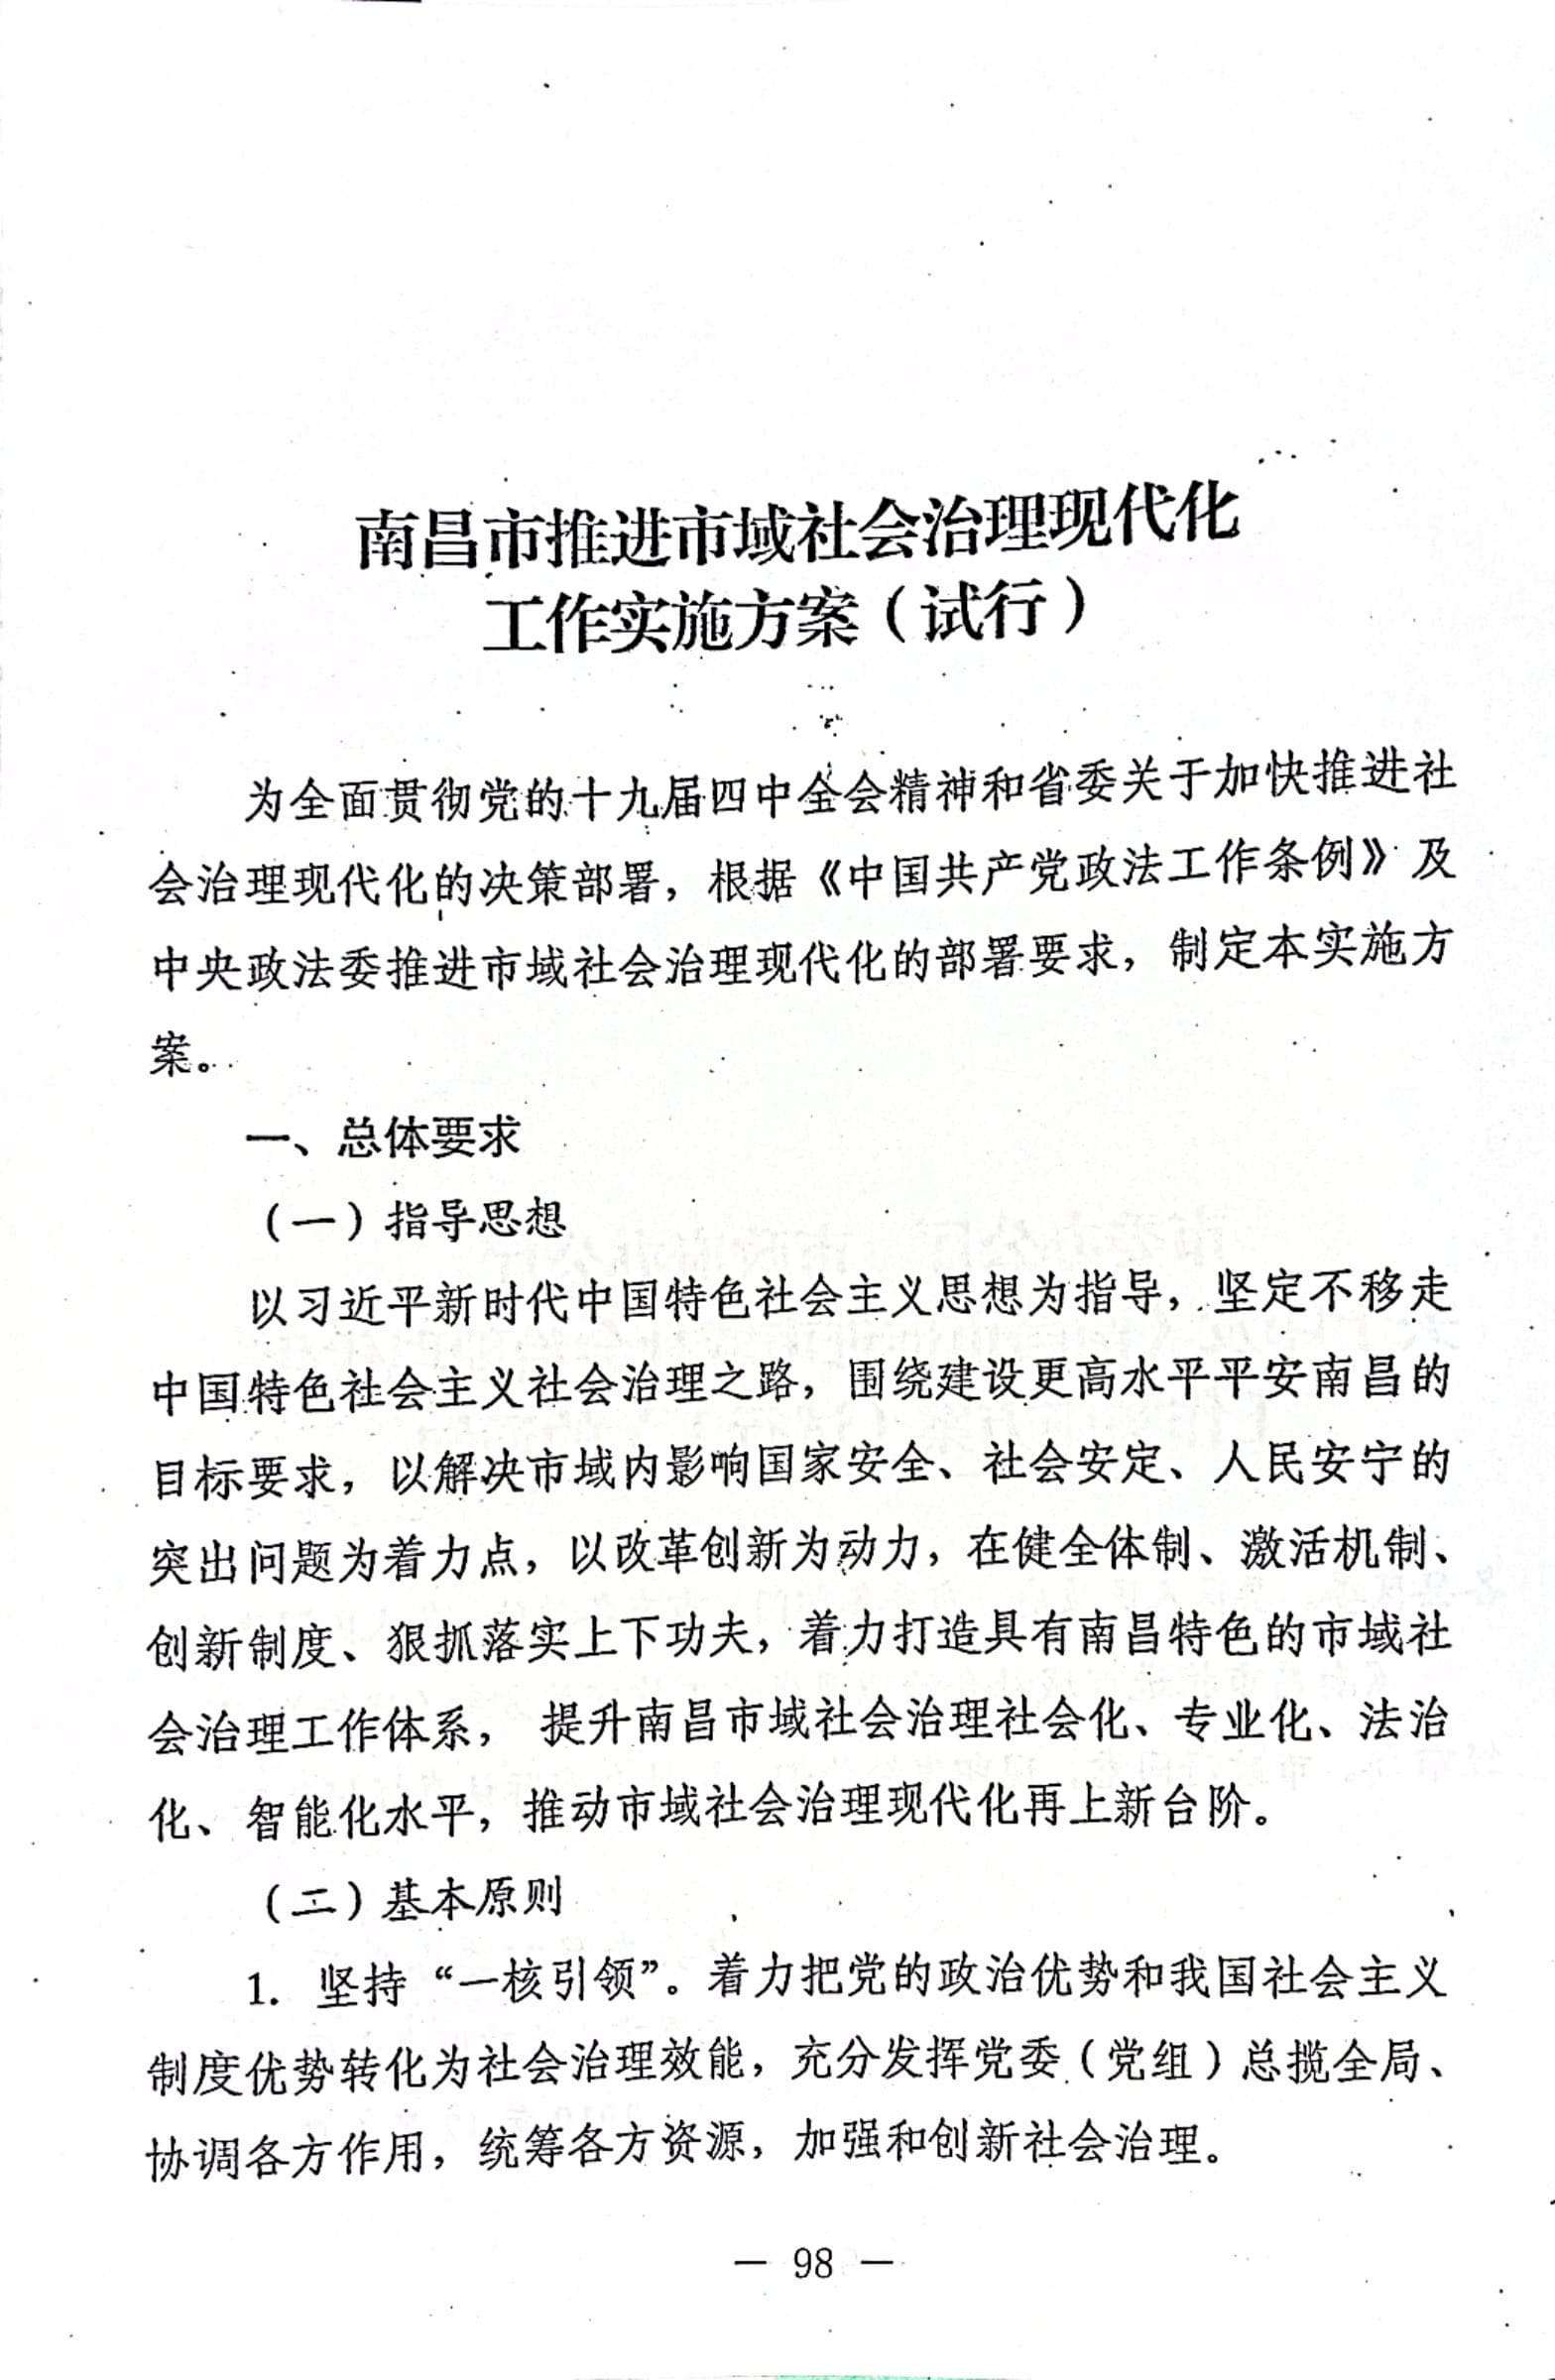 南昌市推进市域社会治理现代化
工作实施方案（试行）
为全面贯彻党的十九届四中全会精神和省委关于加快推进社
会治理现代化的决策部署，根据《中国共产党政法工作条例》及
中央政法委推进市域社会治理现代化的部署要求，制定本实施方
案。
一、总体要求
（一）指导思想
以习近平新时代中国特色社会主义思想为指导，坚定不移走
中国特色社会主义社会治理之路，围绕建设更高水平平安南昌的
目标要求，以解决市域内影响国家安全、社会安定、人民安宁的
突出问题为着力点，以改革创新为动力，在健全体制、激活机制、
创新制度、狠抓落实上下功夫，着力打造具有南昌特色的市域社
会治理工作体系，提升南昌市域社会治理社会化、专业化、法治
化、智能化水平，推动市域社会治理现代化再上新台阶。
（二）基本原则
1. 坚持“一核引领”。着力把党的政治优势和我国社会主义
制度优势转化为社会治理效能，充分发挥党委（党组）总揽全局、
协调各方作用，统筹各方资源，加强和创新社会治理。
— 98 —